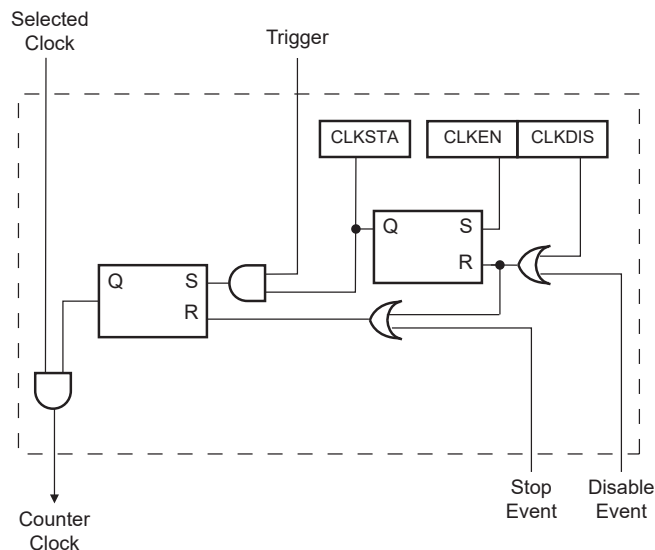 Selected
Clock
Trigger
CLKSTA
CLKEN
CLKDIS
Q
S
R
Q
S
R
Stop
Event
Disable
Event
Counter
Clock